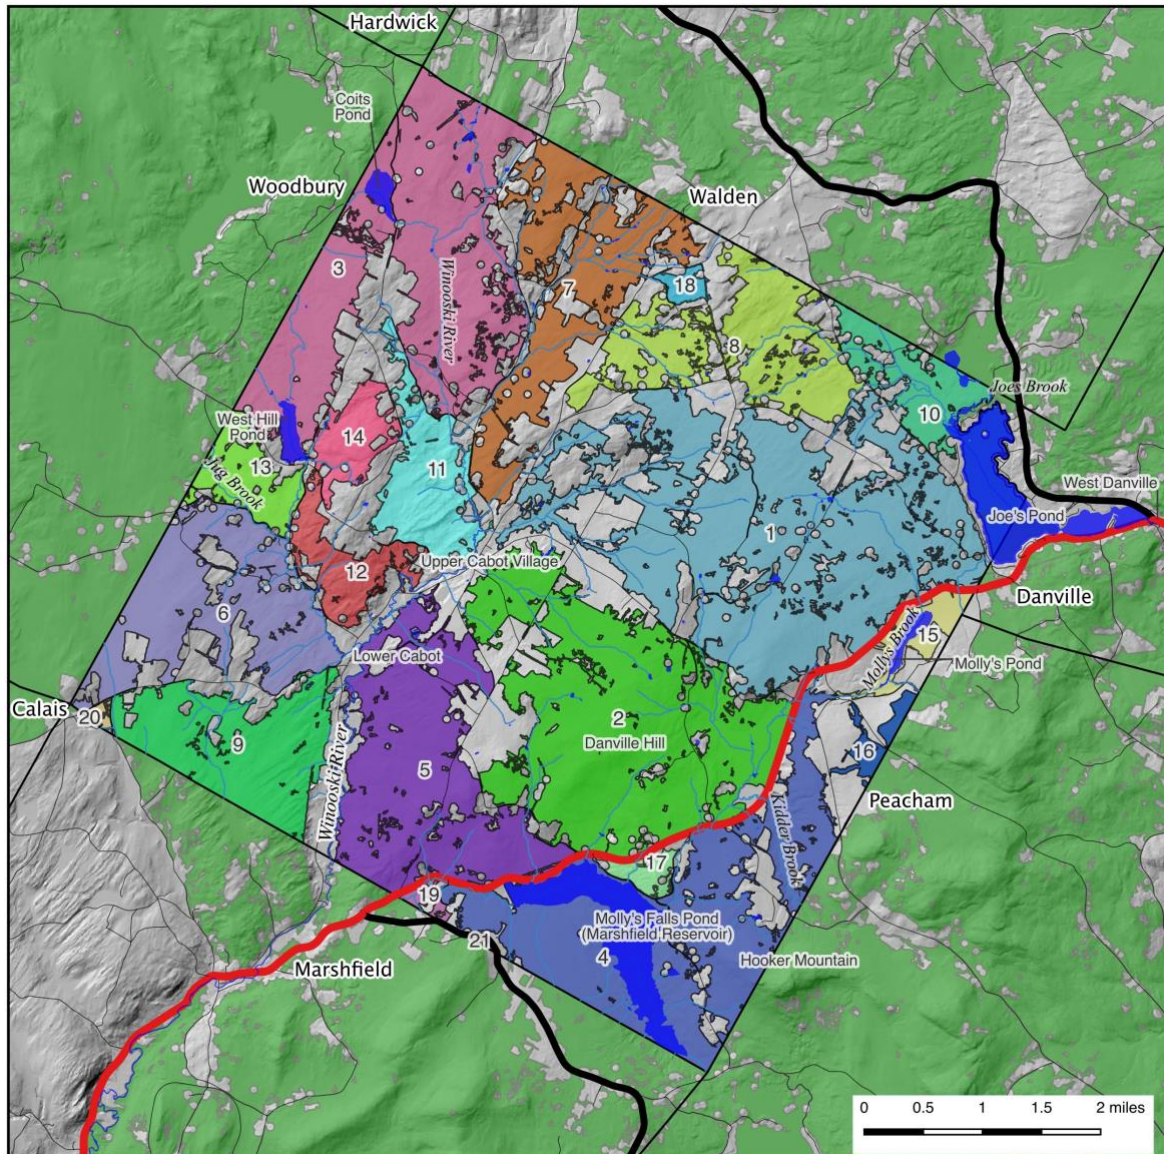 Hardwick
Coits
Pond
Woodbury
Walden
3
Winooski River
7
18
8
Joes Brook
10
West Hill
Pond
14
13
11
Jug Brook
West Danville
Joe's Pond
1
Upper Cabot Village
12
Danville
6
Mollys Brook
15
Lower Cabot
Molly's Pond
Calais
20
2
9
Danville Hill
16
5
Winooski River
Peacham
Kidder Brook
17
19
Molly's Falls Pond
(Marshfield Reservoir)
21
4
Hooker Mountain
Marshfield
0 0.5 1 1.5 2 miles